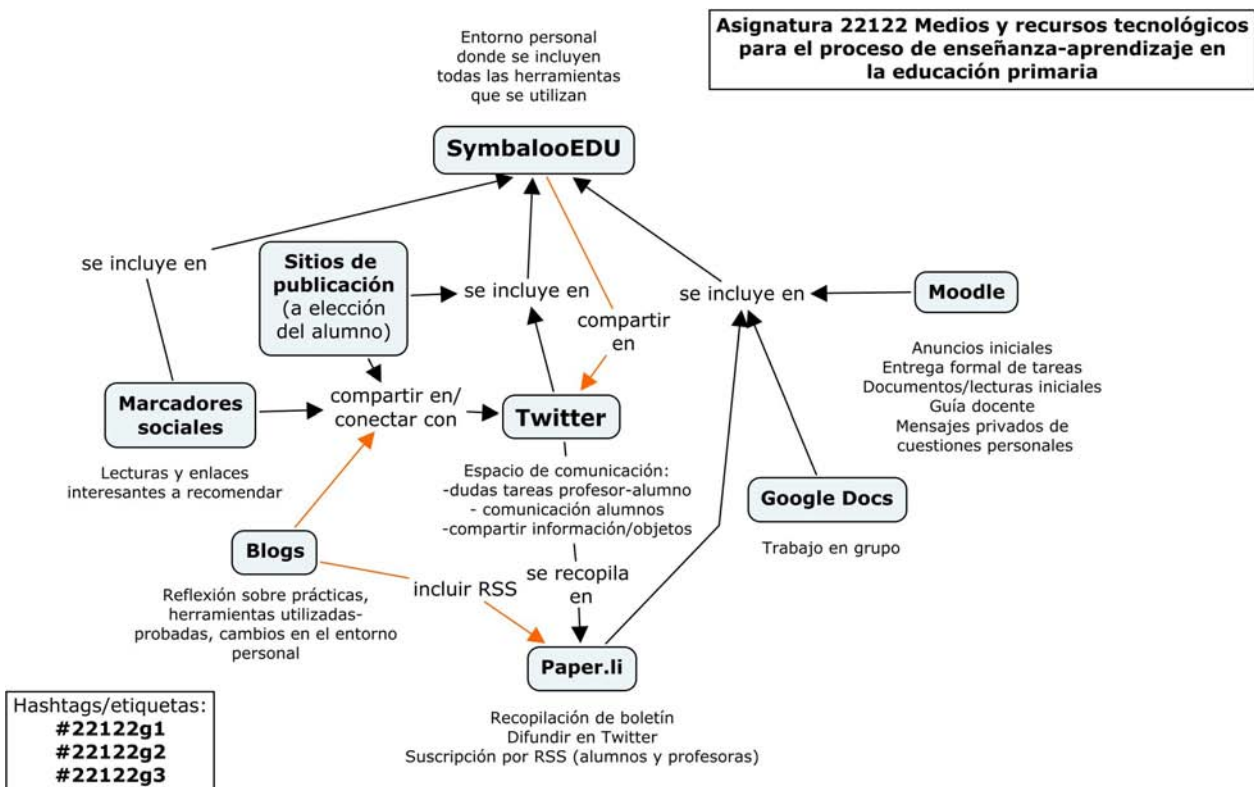 Asignatura 22122 Medios y recursos tecnológicos
para el proceso de enseñanza-aprendizaje en
la educación primaria
Entorno personal
donde se incluyen
todas las herramientas
que se utilizan
SymbalooEDU
se incluye en
Sitios de
publicación
(a elección
del alumno)
se incluye en
compartir
en
se incluye en
Moodle
Anuncios iniciales
Entrega formal de tareas
Documentos/lecturas iniciales
Guía docente
Mensajes privados de
cuestiones personales
Marcadores
sociales
Lecturas y enlaces
interesantes a recomendar
compartir en/
conectar con
Twitter
Espacio de comunicación:
-dudas tareas profesor-alumno
- comunicación alumnos
-compartir información/objetos
Google Docs
Trabajo en grupo
Blogs
Reflexión sobre prácticas,
herramientas utilizadas-
probadas, cambios en el entorno
personal
incluir RSS
se recopila
en
Paper.li
Recopilación de boletín
Difundir en Twitter
Suscripción por RSS (alumnos y profesoras)
Hashtags/etiquetas:
#22122g1
#22122g2
#22122g3